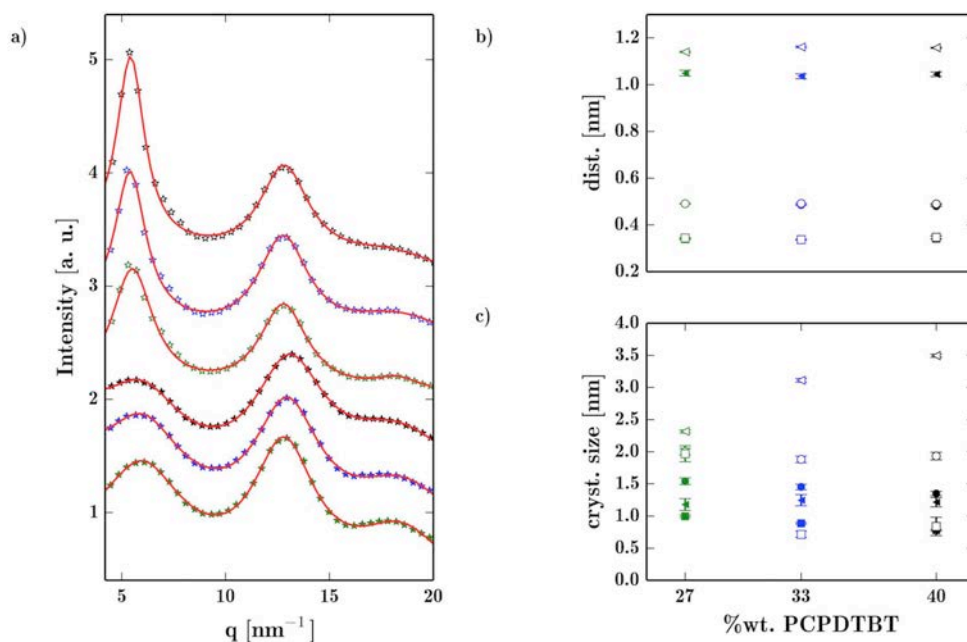 a)
5
4
3
2
1
Intensity [a. u.]
5 10 15 20
q [nm⁻¹]
b)
1.2
1.0
0.8
0.6
0.4
0.2
dist. [nm]
c)
4.0
3.5
3.0
2.5
2.0
1.5
1.0
0.5
0.0
cryst. size [nm]
27 33 40
%wt. PCPDTBT